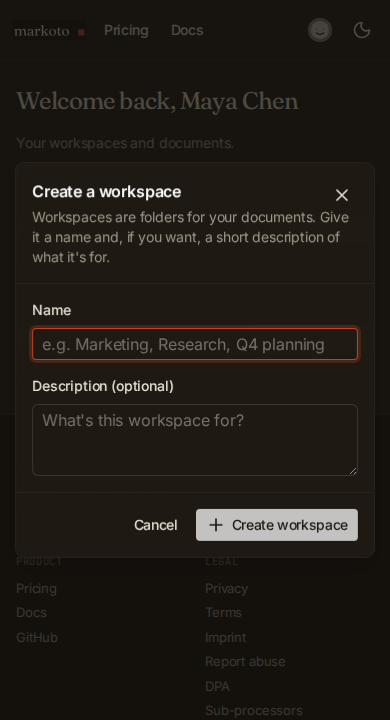 markoto
Pricing
Docs
Welcome back, Maya Chen
Your workspaces and documents.
Create a workspace
Workspaces are folders for your documents. Give
it a name and, if you want, a short description of
what it's for.
Name
e.g. Marketing, Research, Q4 planning
Description (optional)
What's this workspace for?
Cancel
Create workspace
PRODUCT
Pricing
Docs
GitHub
LEGAL
Privacy
Terms
Imprint
Report abuse
DPA
Sub-processors